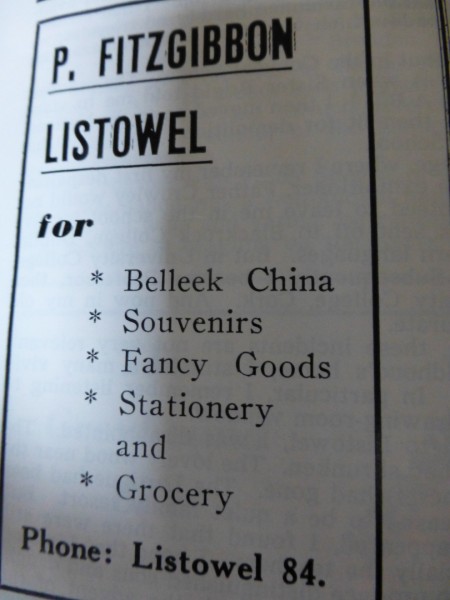 P. FITZGIBBON
LISTOWEL
for
* Belleek China
* Souvenirs
* Fancy Goods
* Stationery
and
* Grocery
Phone: Listowel 84.